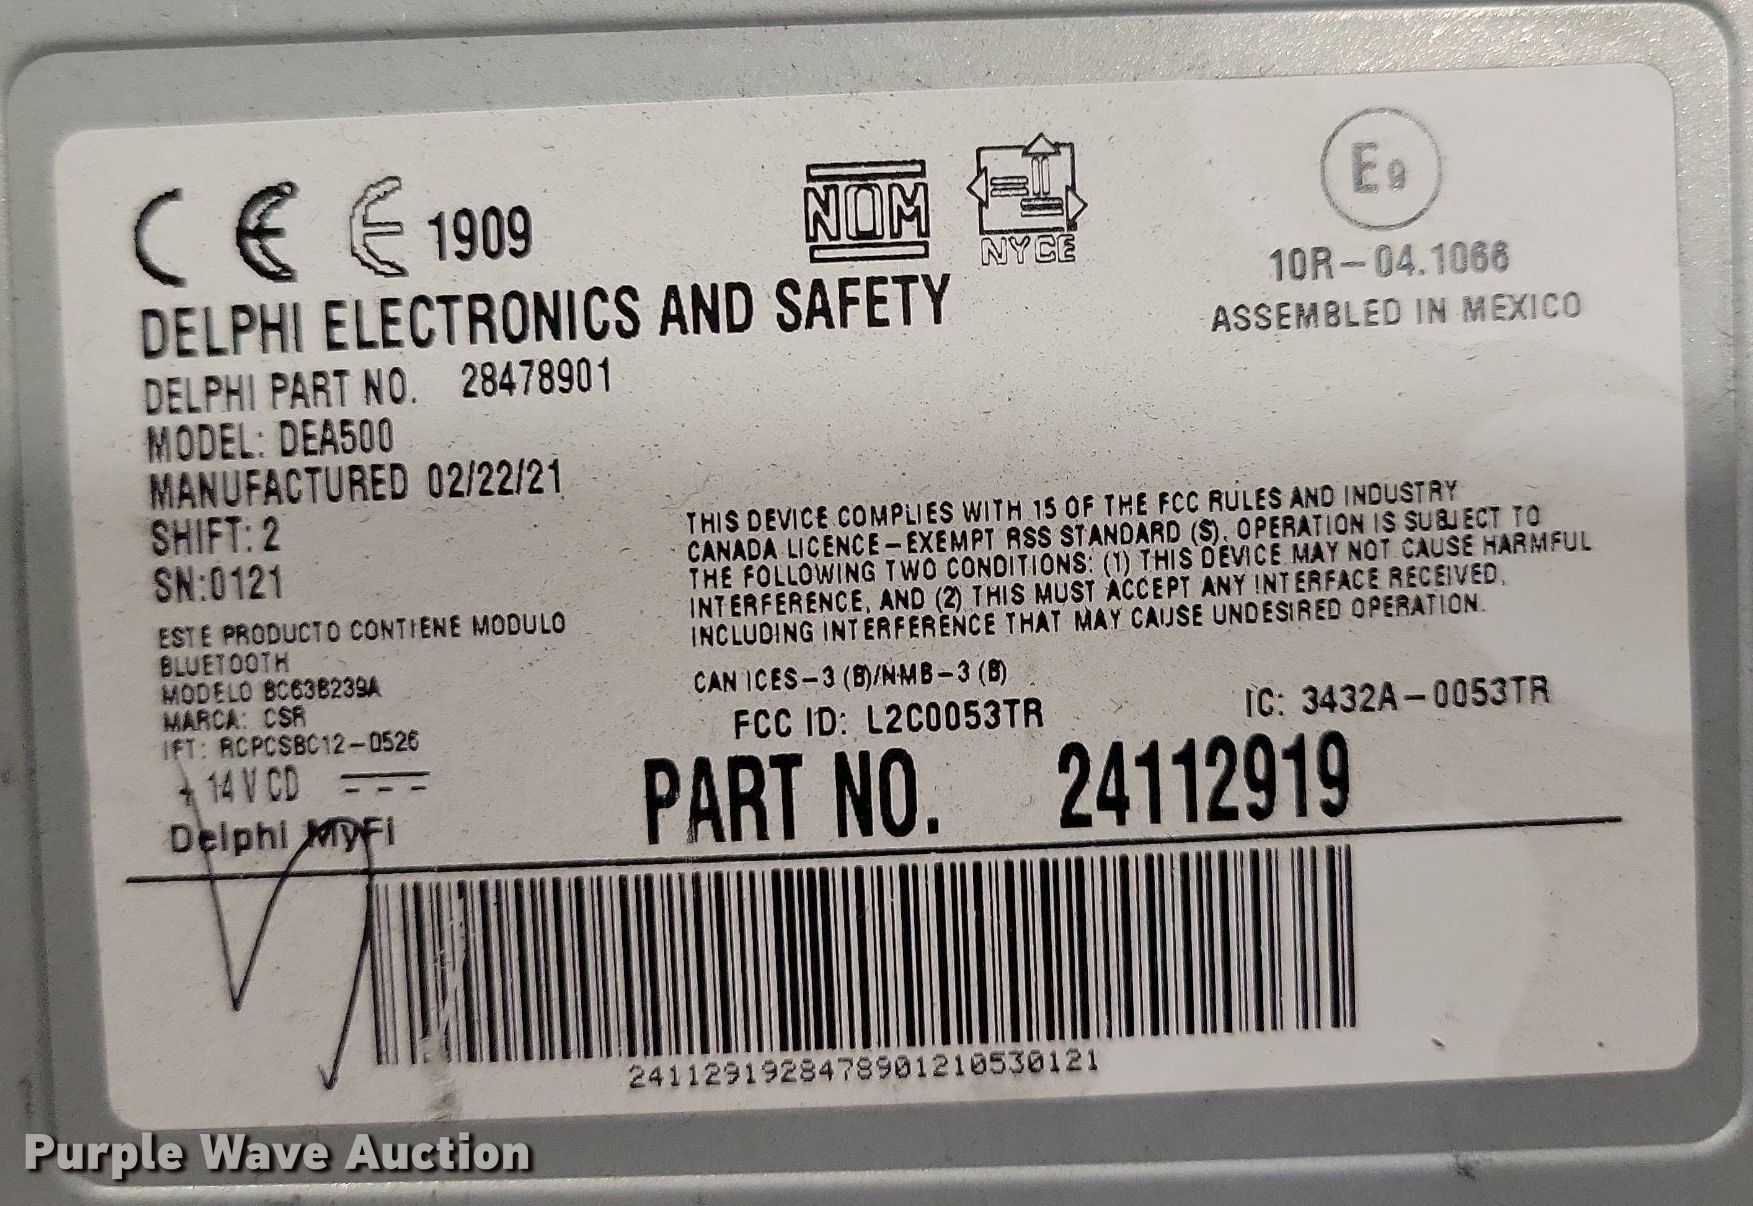 CE E 1909
NOM
NYCE
E9
10R-04.1066
ASSEMBLED IN MEXICO
DELPHI ELECTRONICS AND SAFETY
DELPHI PART NO. 28478901
MODEL: DEA500
MANUFACTURED 02/22/21
SHIFT: 2
SN:0121
ESTE PRODUCTO CONTIENE MODULO
BLUETOOTH
MODELO BC63B239A
MARCA: CSR
IFT: RCPCSBC12-0526
+ 14 V CD
Delphi MyFi
THIS DEVICE COMPLIES WITH 15 OF THE FCC RULES AND INDUSTRY
CANADA LICENCE-EXEMPT RSS STANDARD (S). OPERATION IS SUBJECT TO
THE FOLLOWING TWO CONDITIONS: (1) THIS DEVICE MAY NOT CAUSE HARMFUL
INTERFERENCE, AND (2) THIS MUST ACCEPT ANY INTERFACE RECEIVED,
INCLUDING INTERFERENCE THAT MAY CAUSE UNDESIRED OPERATION.
CAN ICES-3 (B)/NMB-3 (B)
FCC ID: L2C0053TR
IC: 3432A-0053TR
PART NO. 24112919
2411291928478901210530121
Purple Wave Auction